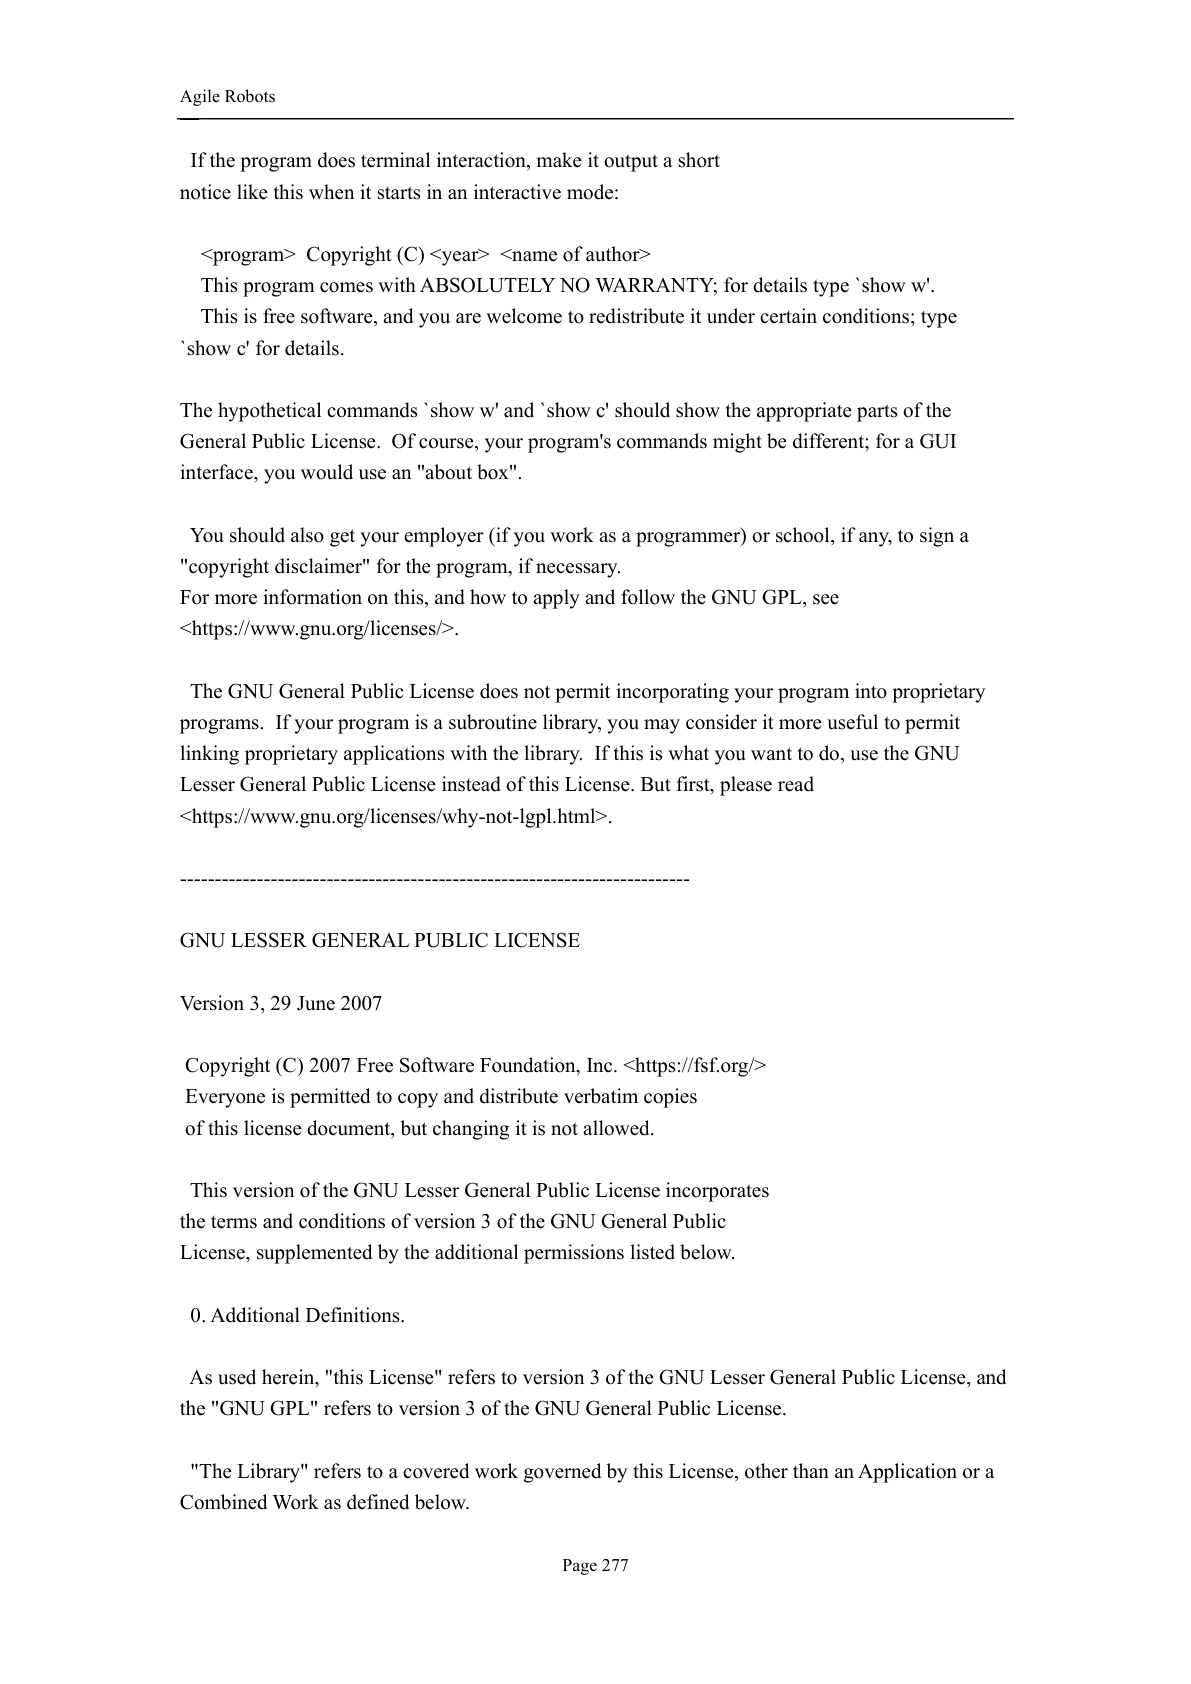 Agile Robots
If the program does terminal interaction, make it output a short
notice like this when it starts in an interactive mode:
<program>  Copyright (C) <year>  <name of author>
This program comes with ABSOLUTELY NO WARRANTY; for details type `show w'.
This is free software, and you are welcome to redistribute it under certain conditions; type
`show c' for details.
The hypothetical commands `show w' and `show c' should show the appropriate parts of the
General Public License.  Of course, your program's commands might be different; for a GUI
interface, you would use an "about box".
You should also get your employer (if you work as a programmer) or school, if any, to sign a
"copyright disclaimer" for the program, if necessary.
For more information on this, and how to apply and follow the GNU GPL, see
<https://www.gnu.org/licenses/>.
The GNU General Public License does not permit incorporating your program into proprietary
programs.  If your program is a subroutine library, you may consider it more useful to permit
linking proprietary applications with the library.  If this is what you want to do, use the GNU
Lesser General Public License instead of this License. But first, please read
<https://www.gnu.org/licenses/why-not-lgpl.html>.
-------------------------------------------------------------------------
GNU LESSER GENERAL PUBLIC LICENSE
Version 3, 29 June 2007
Copyright (C) 2007 Free Software Foundation, Inc. <https://fsf.org/>
Everyone is permitted to copy and distribute verbatim copies
of this license document, but changing it is not allowed.
This version of the GNU Lesser General Public License incorporates
the terms and conditions of version 3 of the GNU General Public
License, supplemented by the additional permissions listed below.
0. Additional Definitions.
As used herein, "this License" refers to version 3 of the GNU Lesser General Public License, and
the "GNU GPL" refers to version 3 of the GNU General Public License.
"The Library" refers to a covered work governed by this License, other than an Application or a
Combined Work as defined below.
Page 277